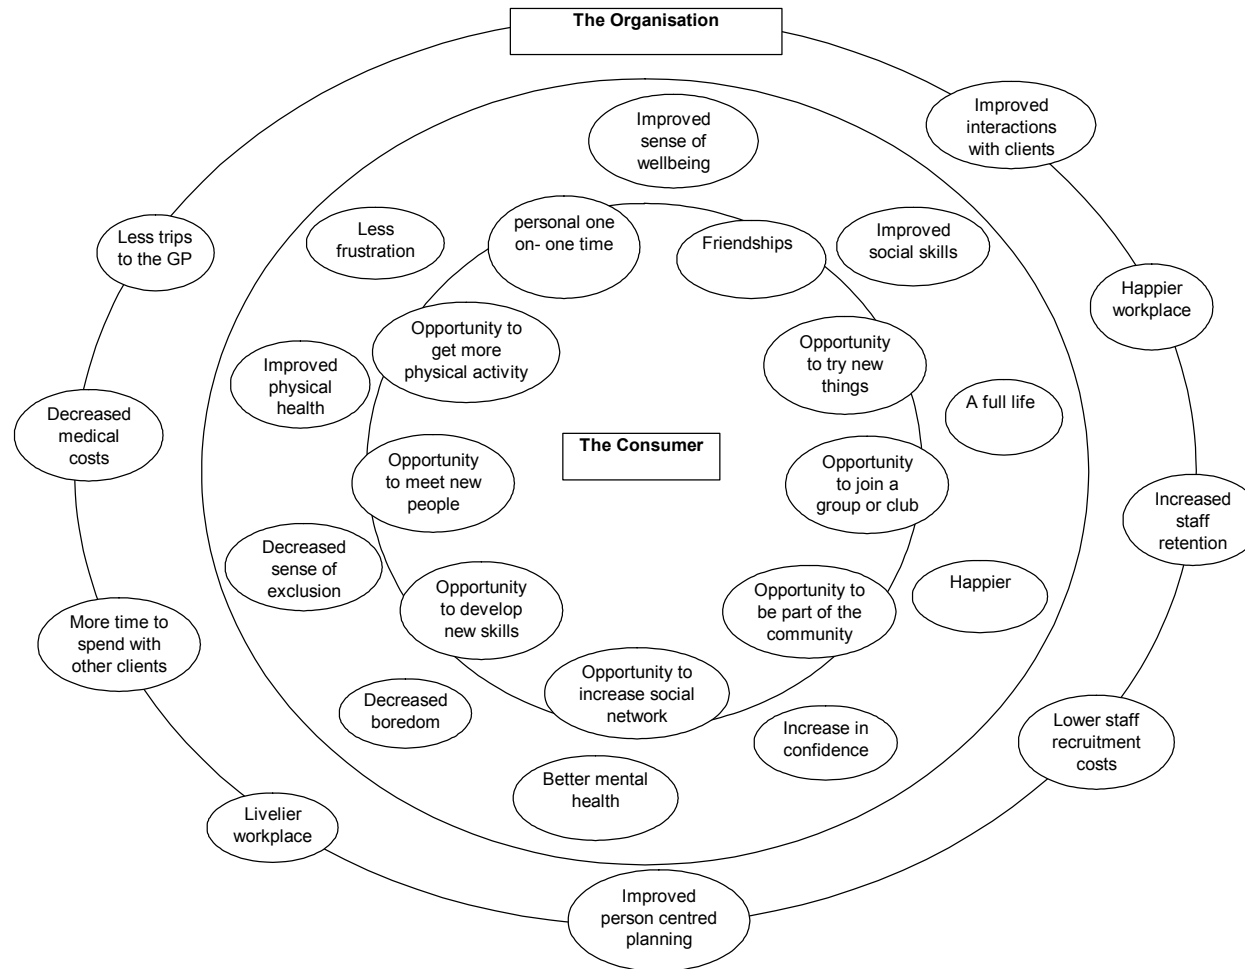 The Organisation
Improved
interactions
with clients
Improved
sense of
wellbeing
Less trips
to the GP
Less
frustration
personal one
on- one time
Friendships
Improved
social skills
Happier
workplace
Opportunity to
get more
physical activity
Opportunity
to try new
things
Improved
physical
health
A full life
Decreased
medical
costs
The Consumer
Opportunity
to meet new
people
Opportunity
to join a
group or club
Increased
staff
retention
Decreased
sense of
exclusion
Opportunity
to develop
new skills
Opportunity to
be part of the
community
Happier
More time to
spend with
other clients
Opportunity to
increase social
network
Decreased
boredom
Increase in
confidence
Lower staff
recruitment
costs
Better mental
health
Livelier
workplace
Improved
person centred
planning